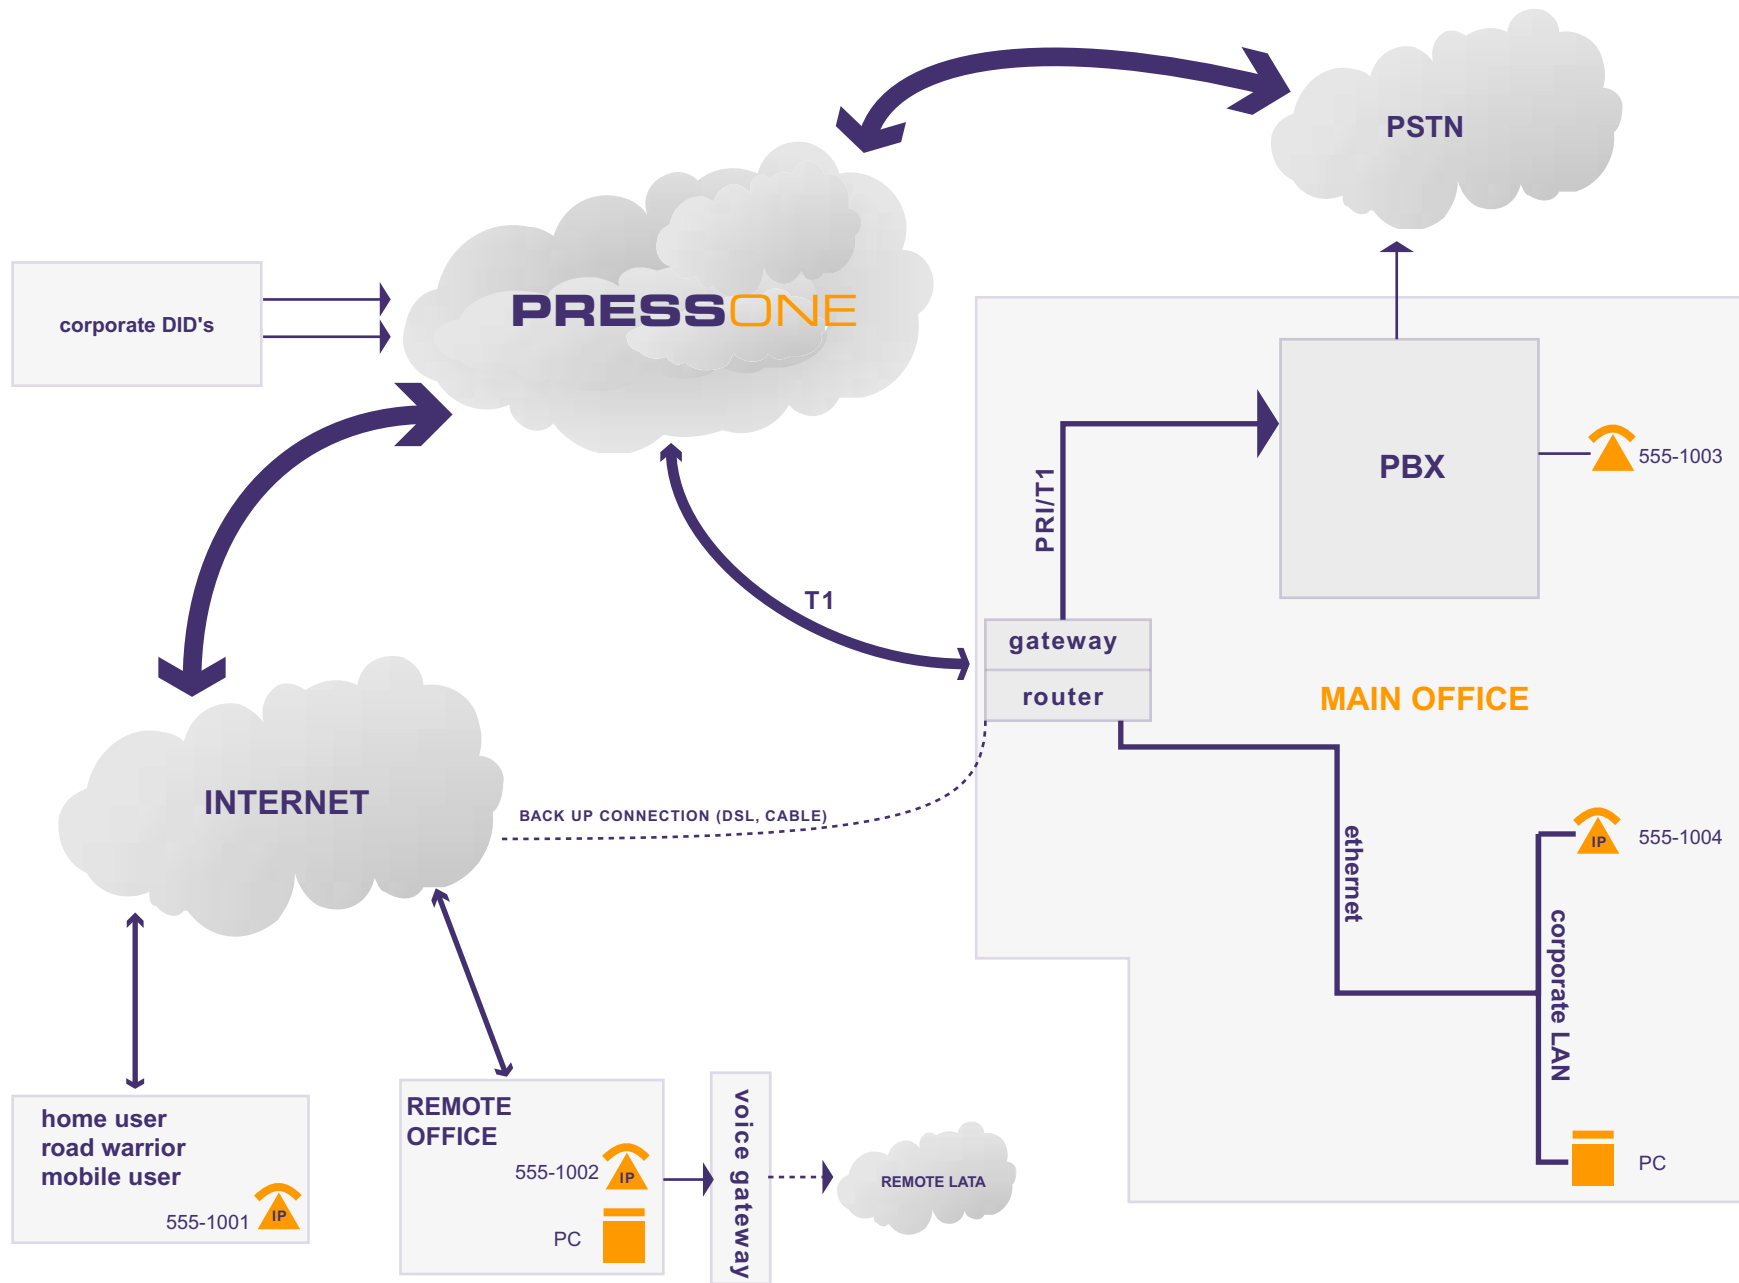 PSTN
PRESSONE
corporate DID's
PBX
555-1003
PRI/T1
T1
gateway
router
MAIN OFFICE
INTERNET
BACK UP CONNECTION (DSL, CABLE)
ethernet
IP
555-1004
corporate LAN
PC
home user
road warrior
mobile user
555-1001
IP
REMOTE
OFFICE
555-1002
IP
PC
voice gateway
REMOTE LATA